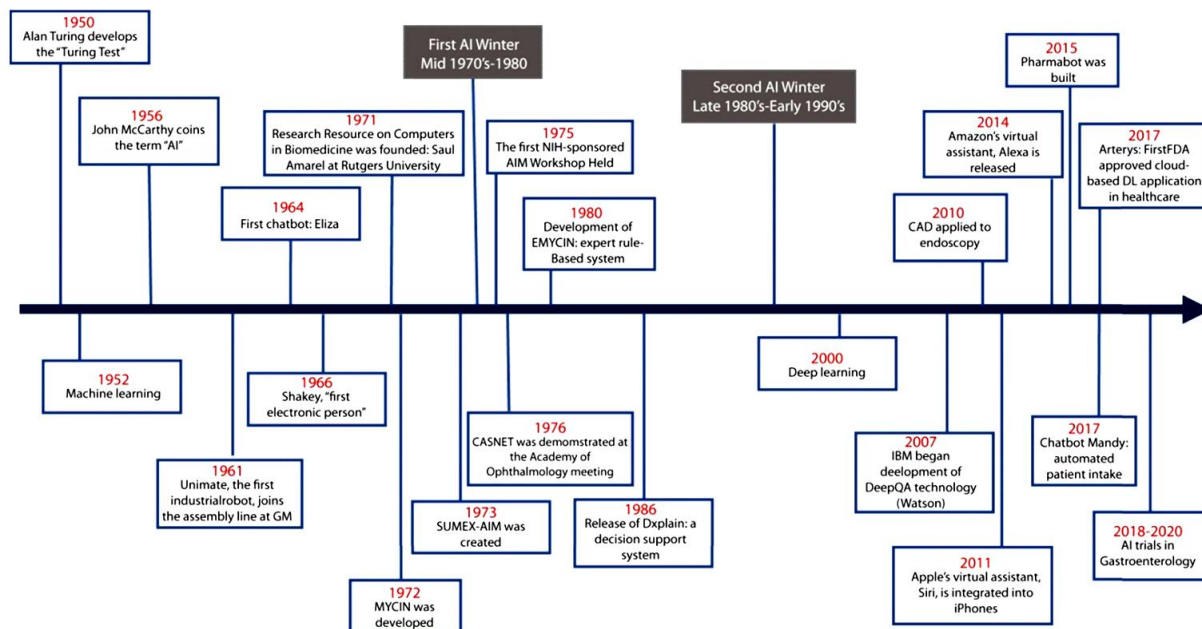 1950
Alan Turing develops
the “Turing Test”
First AI Winter
Mid 1970's-1980
2015
Pharmabot was
built
Second AI Winter
Late 1980's-Early 1990's
1956
John McCarthy coins
the term “AI”
1971
Research Resource on Computers
in Biomedicine was founded: Saul
Amarel at Rutgers University
1975
The first NIH-sponsored
AIM Workshop Held
2014
Amazon's virtual
assistant, Alexa is
released
2017
Arterys: FirstFDA
approved cloud-
based DL application
in healthcare
1964
First chatbot: Eliza
1980
Development of
EMYCIN: expert rule-
Based system
2010
CAD applied to
endoscopy
1952
Machine learning
1966
Shakey, “first
electronic person”
2000
Deep learning
1976
CASNET was demomstrated at
the Academy of
Ophthalmology meeting
2007
IBM began
deelopment of
DeepQA technology
(Watson)
2017
Chatbot Mandy:
automated
patient intake
1961
Unimate, the first
industrialrobot, joins
the assembly line at GM
1973
SUMEX-AIM was
created
1986
Release of Dxplain: a
decision support
system
2018-2020
AI trials in
Gastroenterology
2011
Apple's virtual assistant,
Siri, is integrated into
iPhones
1972
MYCIN was
developed